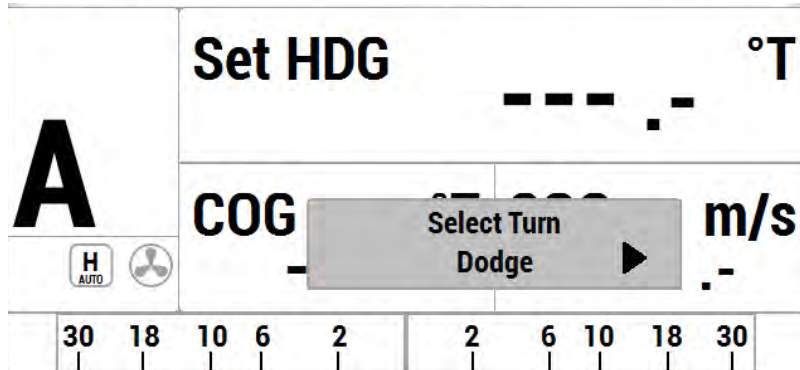 Set HDG °T
---.-
A
COG m/s
Select Turn
Dodge
H
AUTO
.-
30 18 10 6 2 2 6 10 18 30